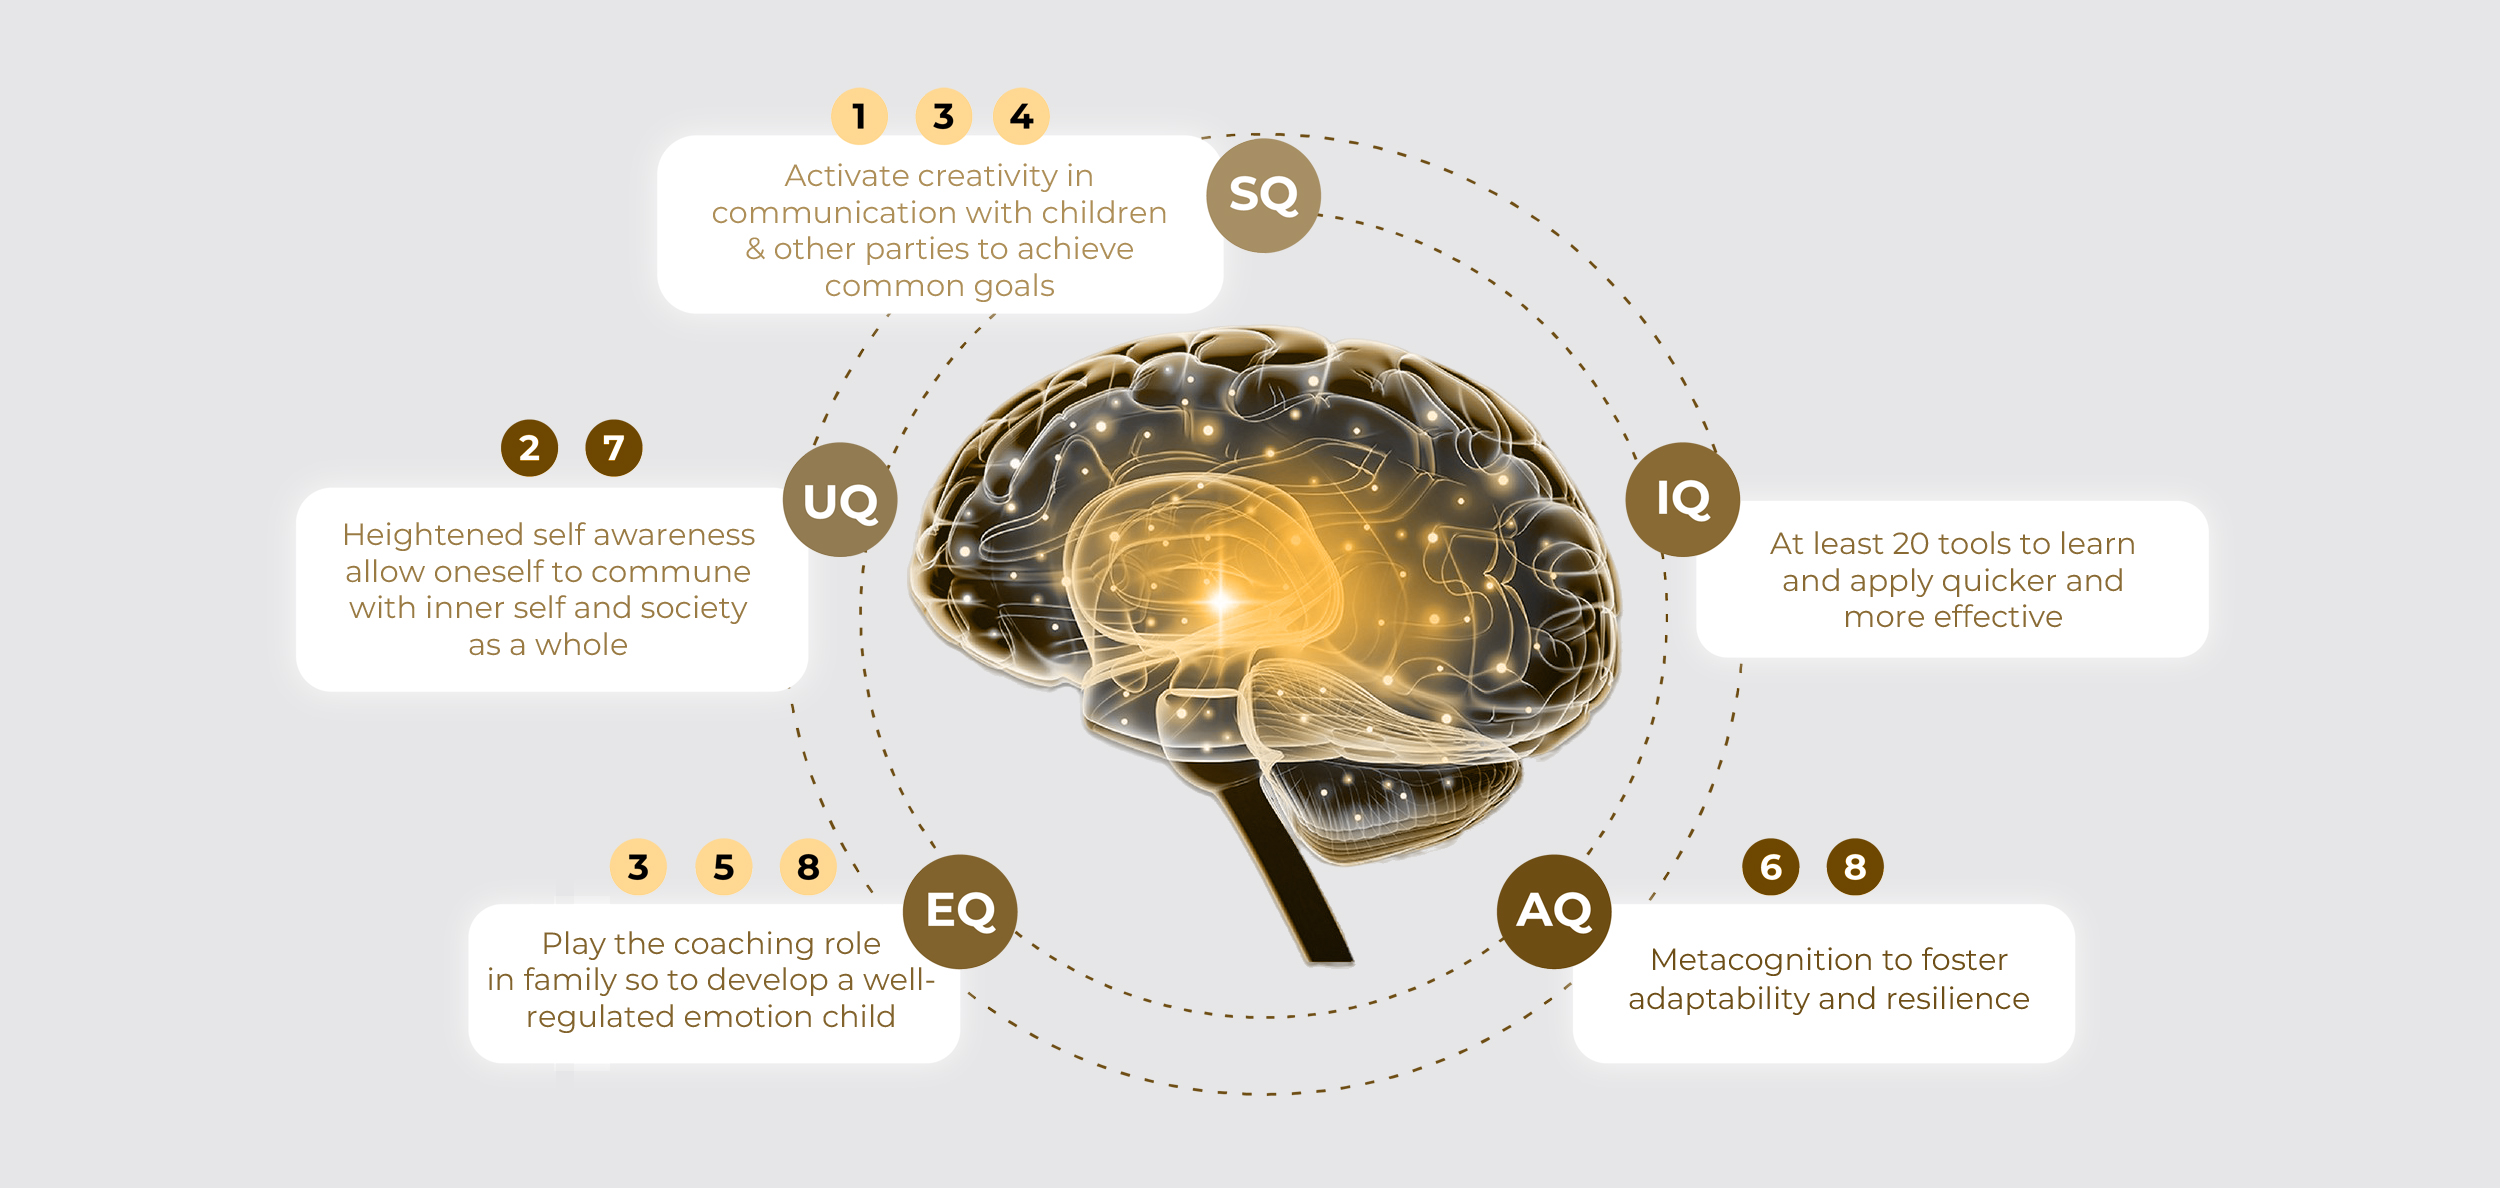 1 3 4
Activate creativity in
communication with children
& other parties to achieve
common goals
SQ
2 7
Heightened self awareness
allow oneself to commune
with inner self and society
as a whole
UQ
IQ
At least 20 tools to learn
and apply quicker and
more effective
3 5 8
Play the coaching role
in family so to develop a well-
regulated emotion child
EQ
6 8
AQ
Metacognition to foster
adaptability and resilience